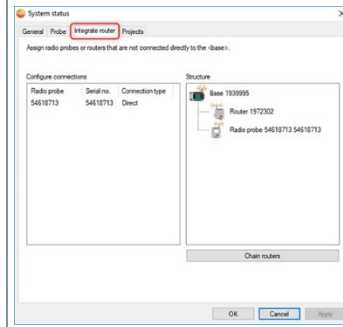 System status
General Probe Integrate router Projects
Assign radio probes or routers that are not connected directly to the <base>.
Configure connections
Radio probe Serial no. Connection type
54618713 54618713 Direct
Structure
Base 1939995
Router 1972302
Radio probe 54618713 54618713
Chain routers
OK Cancel Apply